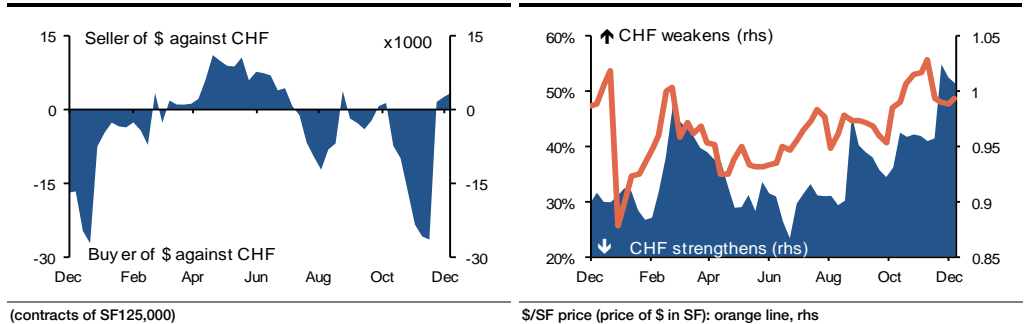 15
15
Seller of $ against CHF
x1000
0
0
-15
-15
Buyer of $ against CHF
-30
-30
Dec Feb Apr Jun Aug Oct Dec
(contracts of SF125,000)
60%
1.05
CHF weakens (rhs)
50%
1
40%
0.95
30%
0.9
CHF strengthens (rhs)
20%
0.85
Dec Feb Apr Jun Aug Oct Dec
$/SF price (price of $ in SF): orange line, rhs